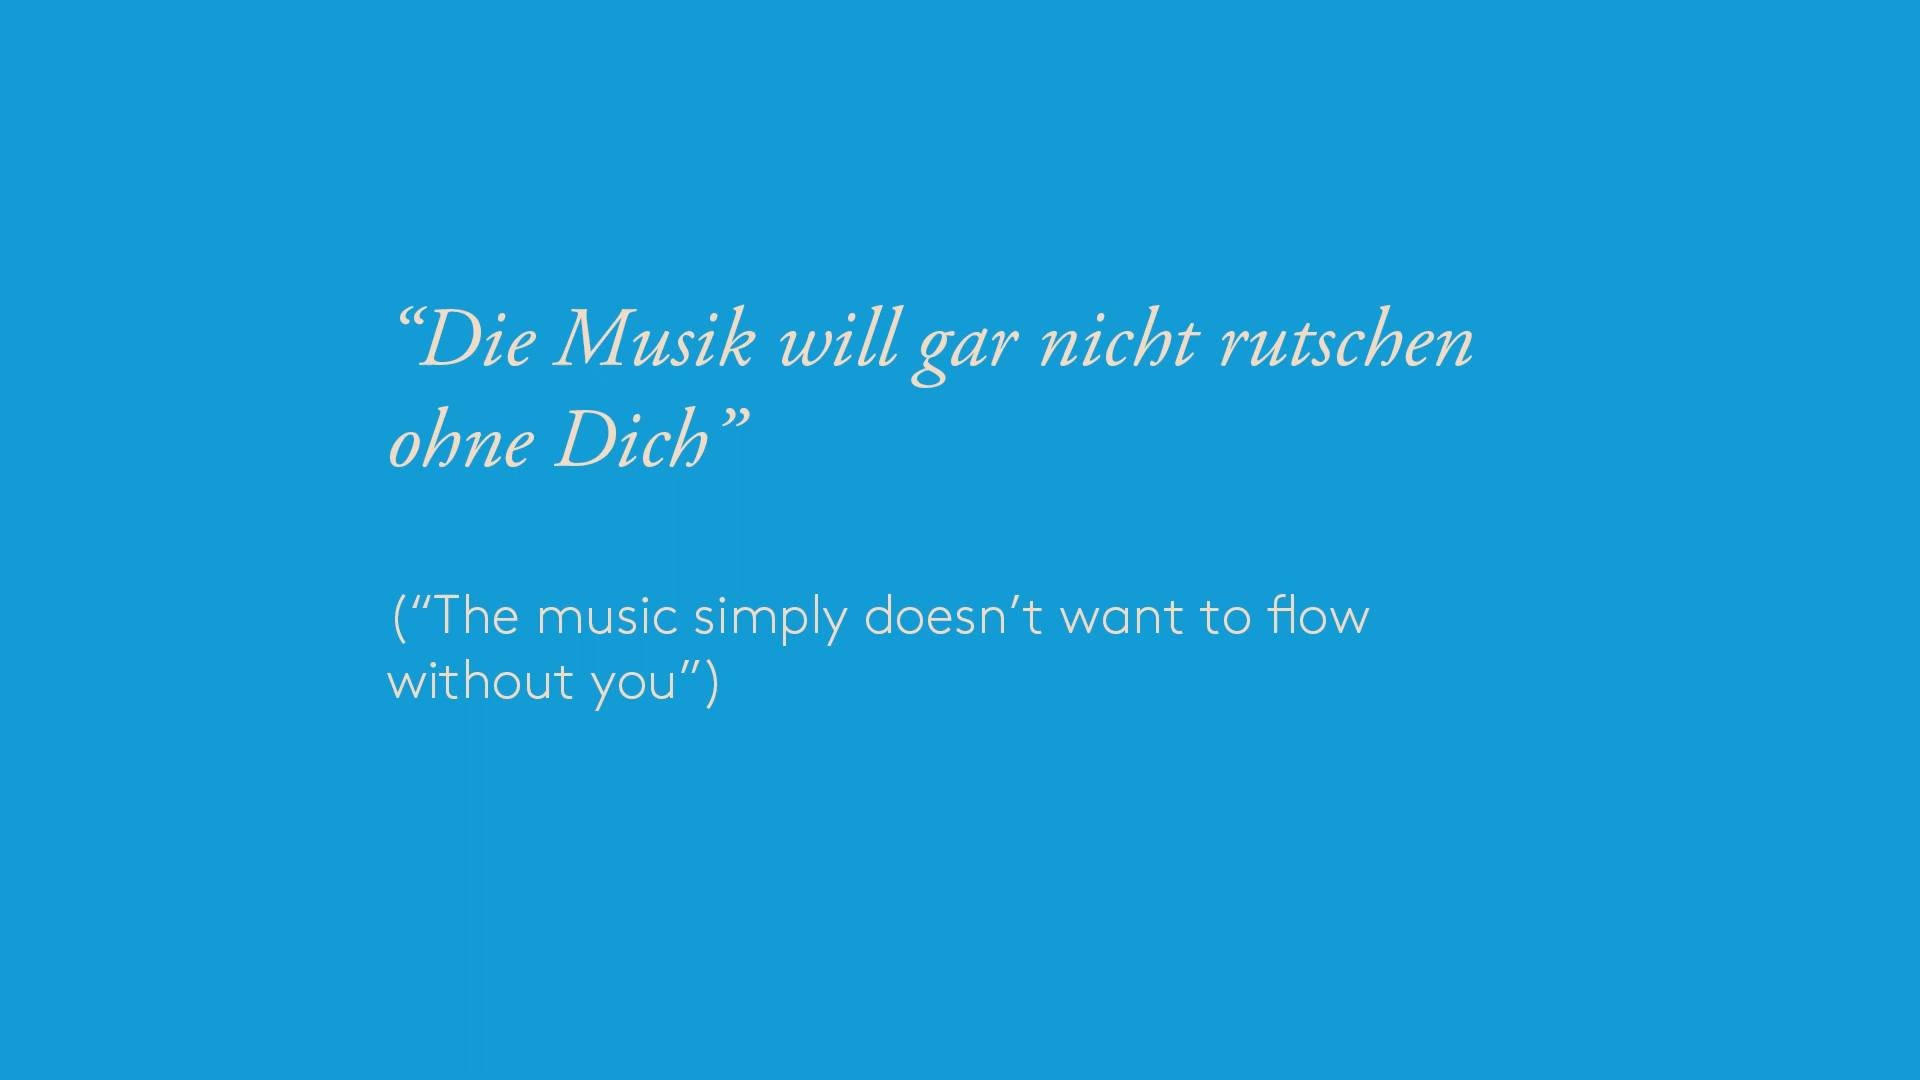 “Die Musik will gar nicht rutschen
ohne Dich”
(“The music simply doesn’t want to flow
without you”)